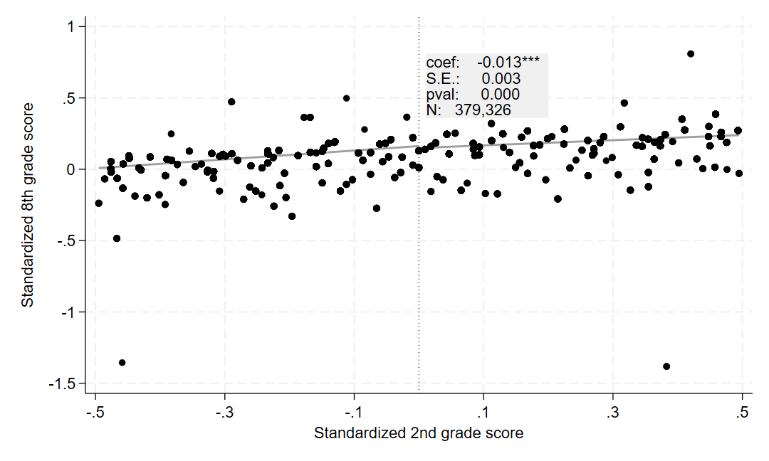 1
.5
0
-.5
-1
-1.5
Standardized 8th grade score
coef: -0.013***
S.E.: 0.003
pval: 0.000
N: 379,326
-.5 -.3 -.1 .1 .3 .5
Standardized 2nd grade score